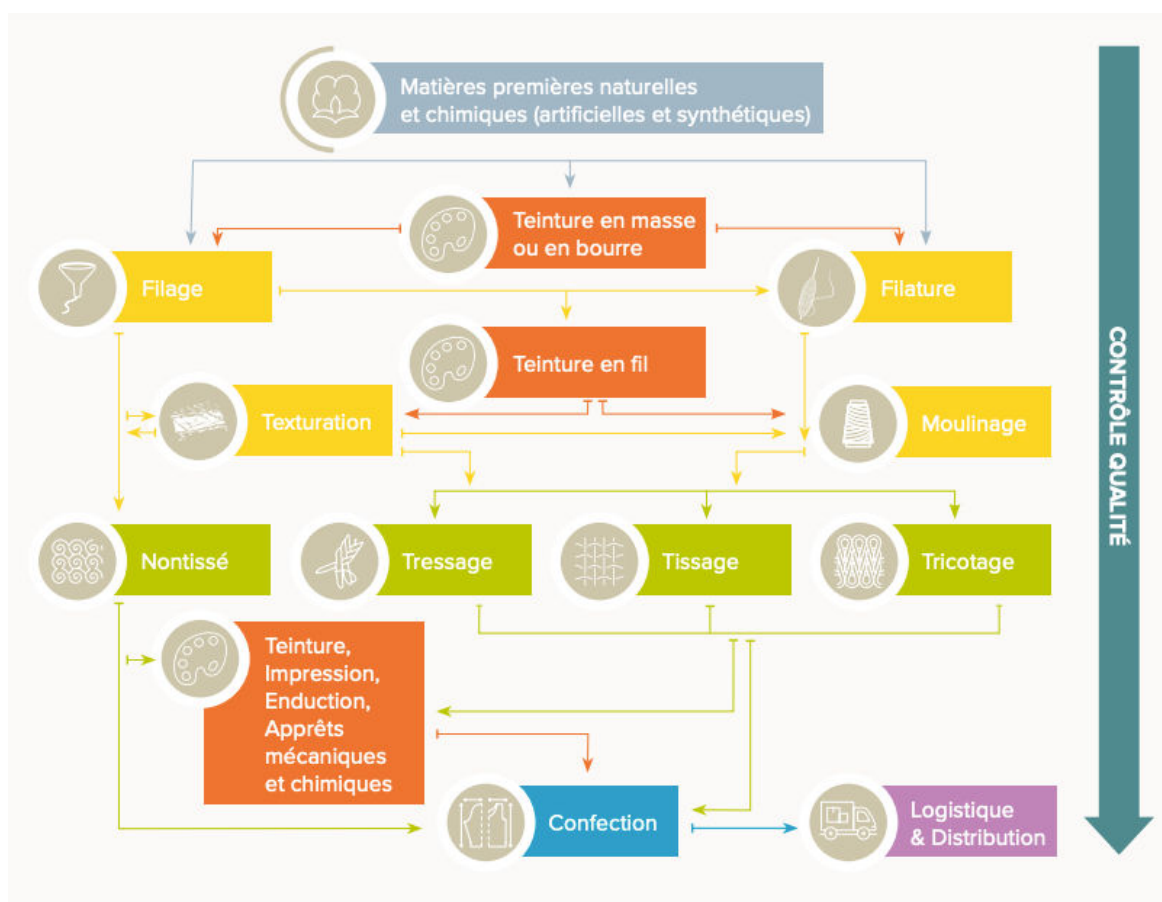 Matières premières naturelles
et chimiques (artificielles et synthétiques)
Teinture en masse
ou en bourre
Filage
Filature
Teinture en fil
Texturation
Moulinage
Nontissé
Tressage
Tissage
Tricotage
Teinture,
Impression,
Enduction,
Apprêts
mécaniques
et chimiques
Confection
Logistique
& Distribution
CONTRÔLE QUALITÉ